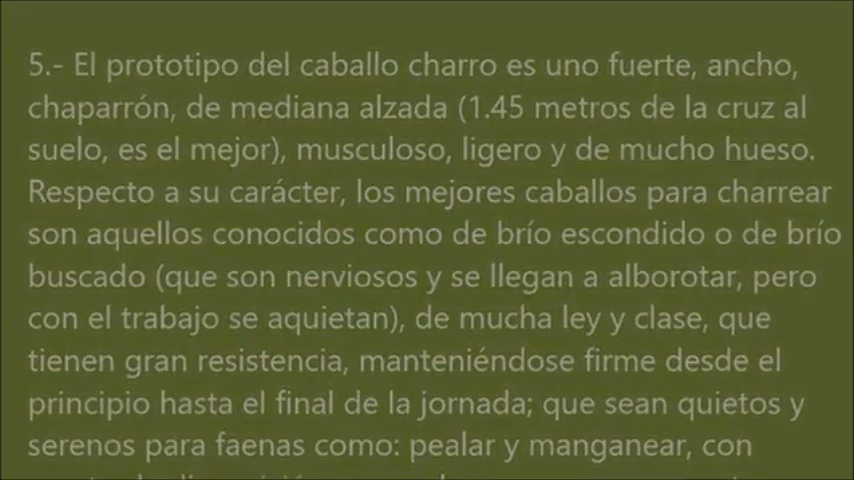 5.- El prototipo del caballo charro es uno fuerte, ancho,
chaparrón, de mediana alzada (1.45 metros de la cruz al
suelo, es el mejor), musculoso, ligero y de mucho hueso.
Respecto a su carácter, los mejores caballos para charrear
son aquellos conocidos como de brío escondido o de brío
buscado (que son nerviosos y se llegan a alborotar, pero
con el trabajo se aquietan), de mucha ley y clase, que
tienen gran resistencia, manteniéndose firme desde el
principio hasta el final de la jornada; que sean quietos y
serenos para faenas como: pealar y manganear, con